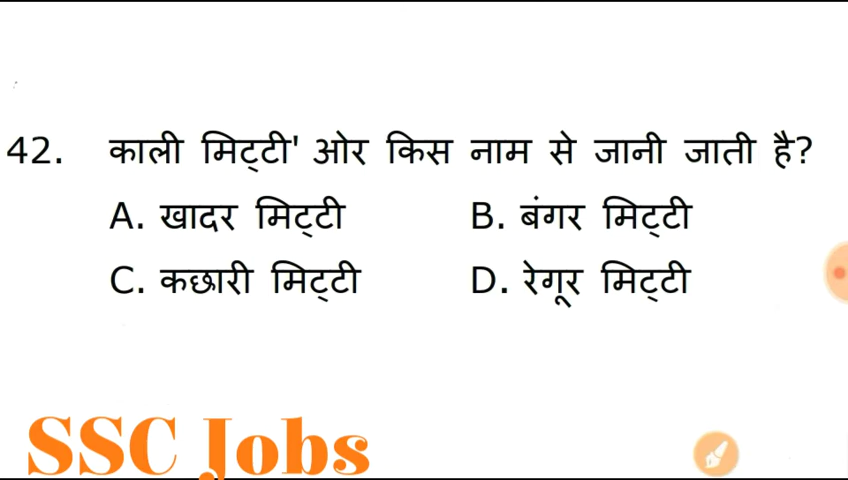 42. काली मिट्टी' ओर किस नाम से जानी जाती है?
A. खादर मिट्टी B. बंगर मिट्टी
C. कछारी मिट्टी D. रेगूर मिट्टी
SSC Jobs